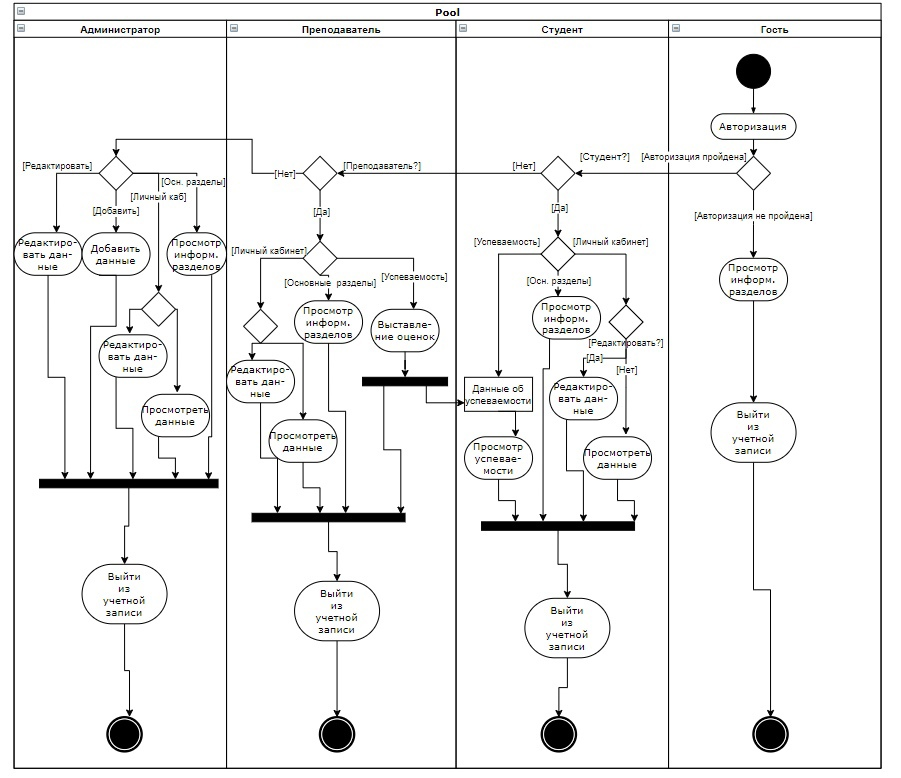 Pool
Администратор
Преподаватель
Студент
Гость
Авторизация
[Редактировать]
[Осн. разделы]
[Личный каб]
[Добавить]
[Нет]
[Преподаватель?]
[Да]
[Нет]
[Студент?]
[Авторизация пройдена]
[Да]
[Авторизация не пройдена]
Редактиро-
вать дан-
ные
Добавить
данные
Просмотр
информ.
разделов
Редактиро-
вать дан-
ные
Просмотреть
данные
[Личный кабинет]
[Основные разделы]
[Успеваемость]
Просмотр
информ.
разделов
Выставле-
ние оценок
Редактиро-
вать дан-
ные
Просмотреть
данные
[Успеваемость]
[Личный кабинет]
[Осн. разделы]
Просмотр
информ.
разделов
[Редактировать?]
[Да]
[Нет]
Данные об
успеваемости
Редактиро-
вать дан-
ные
Просмотр
успевае-
мости
Просмотреть
данные
Просмотр
информ.
разделов
Выйти
из
учетной
записи
Выйти
из
учетной
записи
Выйти
из
учетной
записи
Выйти
из
учетной
записи